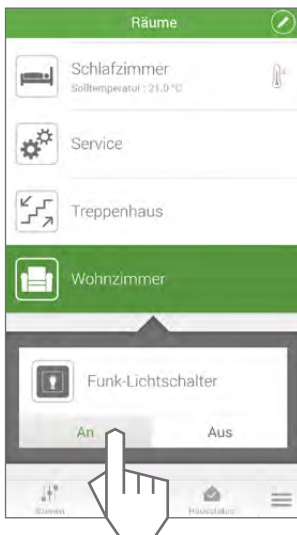 Räume
Schlafzimmer
Solltemperatur : 21.0 °C
Service
Treppenhaus
Wohnzimmer
Funk-Lichtschalter
An Aus
Szenen Hausstatus